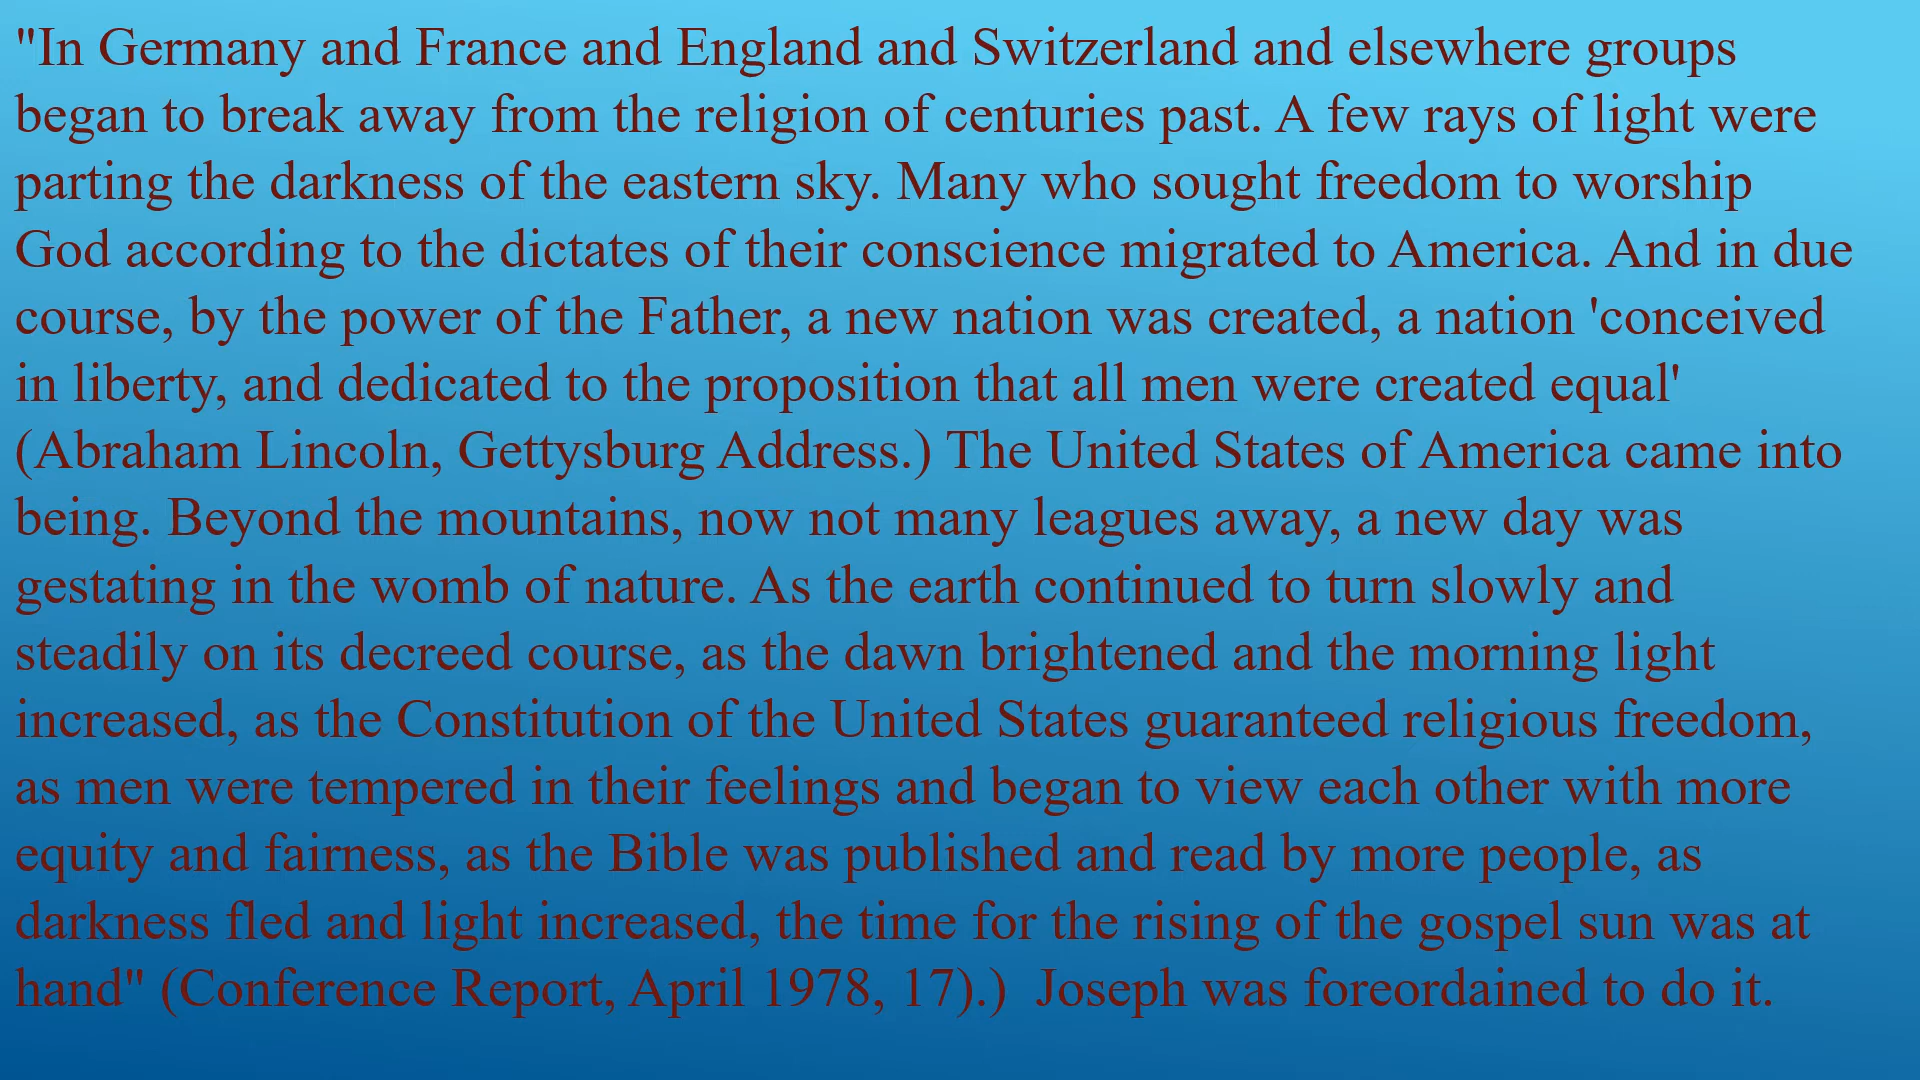 "In Germany and France and England and Switzerland and elsewhere groups
began to break away from the religion of centuries past. A few rays of light were
parting the darkness of the eastern sky. Many who sought freedom to worship
God according to the dictates of their conscience migrated to America. And in due
course, by the power of the Father, a new nation was created, a nation 'conceived
in liberty, and dedicated to the proposition that all men were created equal'
(Abraham Lincoln, Gettysburg Address.) The United States of America came into
being. Beyond the mountains, now not many leagues away, a new day was
gestating in the womb of nature. As the earth continued to turn slowly and
steadily on its decreed course, as the dawn brightened and the morning light
increased, as the Constitution of the United States guaranteed religious freedom,
as men were tempered in their feelings and began to view each other with more
equity and fairness, as the Bible was published and read by more people, as
darkness fled and light increased, the time for the rising of the gospel sun was at
hand" (Conference Report, April 1978, 17).)  Joseph was foreordained to do it.